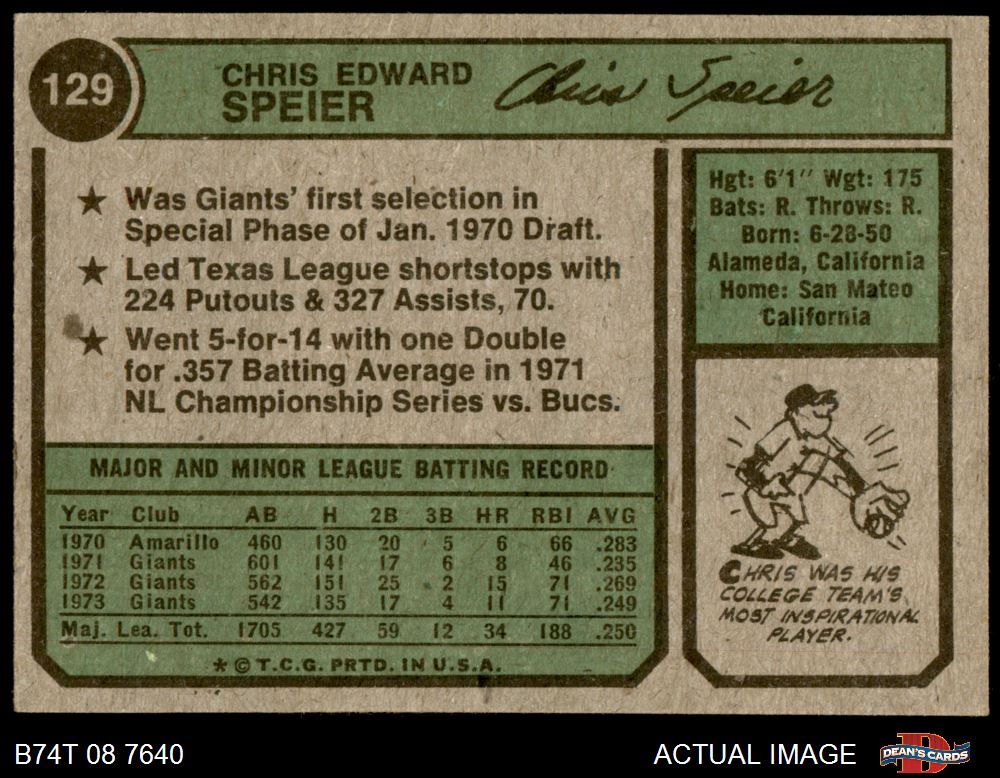 129
CHRIS EDWARD
SPEIER
Chris Speier
★ Was Giants' first selection in
Special Phase of Jan. 1970 Draft.
★ Led Texas League shortstops with
224 Putouts & 327 Assists, 70.
★ Went 5-for-14 with one Double
for .357 Batting Average in 1971
NL Championship Series vs. Bucs.
Hgt: 6'1" Wgt: 175
Bats: R. Throws: R.
Born: 6-28-50
Alameda, California
Home: San Mateo
California
MAJOR AND MINOR LEAGUE BATTING RECORD
Year Club AB H 2B 3B HR RBI AVG
1970 Amarillo 460 130 20 5 6 66 .283
1971 Giants 601 141 17 6 8 46 .235
1972 Giants 562 151 25 2 15 71 .269
1973 Giants 542 135 17 4 11 71 .249
Maj. Lea. Tot. 1705 427 59 12 34 188 .250
* © T.C.G. PRTD. IN U.S.A.
CHRIS WAS HIS
COLLEGE TEAM'S
MOST INSPIRATIONAL
PLAYER.
B74T 08 7640
ACTUAL IMAGE
DEAN'S CARDS